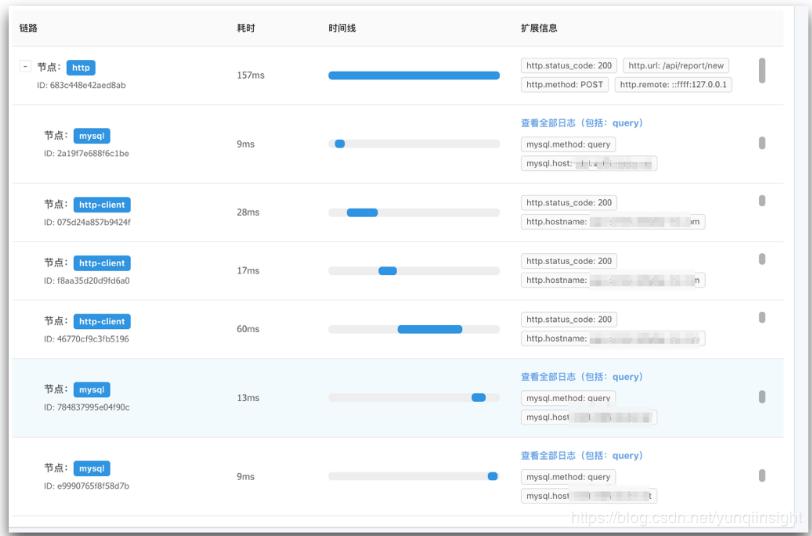 链路 耗时 时间线 扩展信息
- 节点: http 157ms http.status_code: 200 http.url: /api/report/new
ID: 683c448e42aed8ab http.method: POST http.remote: ::ffff:127.0.0.1
查看全部日志（包括：query）
节点: mysql 9ms mysql.method: query
ID: 2a19f7e688f6c1be mysql.host:
节点: http-client 28ms http.status_code: 200
ID: 075d24a857b9424f http.hostname:
节点: http-client 17ms http.status_code: 200
ID: f8aa35d20d9fd6a0 http.hostname:
节点: http-client 60ms http.status_code: 200
ID: 46770cf9c3fb5196 http.hostname:
查看全部日志（包括：query）
节点: mysql 13ms mysql.method: query
ID: 784837995e04f90c mysql.host
查看全部日志（包括：query）
节点: mysql 9ms mysql.method: query
ID: e9990765f8f58d7b mysql.host
https://blog.csdn.net/yunqiinsight